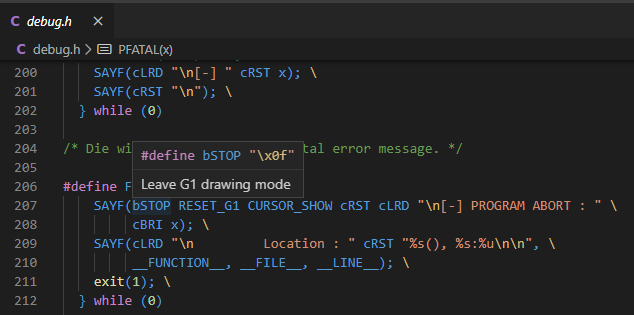 C debug.h ×
C debug.h > PFATAL(x)
200 SAYF(cLRD "\n[-] " cRST x); \
201 SAYF(cRST "\n"); \
202 } while (0)
203
204 /* Die wi tal error message. */
#define bSTOP "\x0f"
Leave G1 drawing mode
205
206 #define F
207 SAYF(bSTOP RESET_G1 CURSOR_SHOW cRST cLRD "\n[-] PROGRAM ABORT : " \
208 cBRI x); \
209 SAYF(cLRD "\n         Location : " cRST "%s(), %s:%u\n\n", \
210 __FUNCTION__, __FILE__, __LINE__); \
211 exit(1); \
212 } while (0)